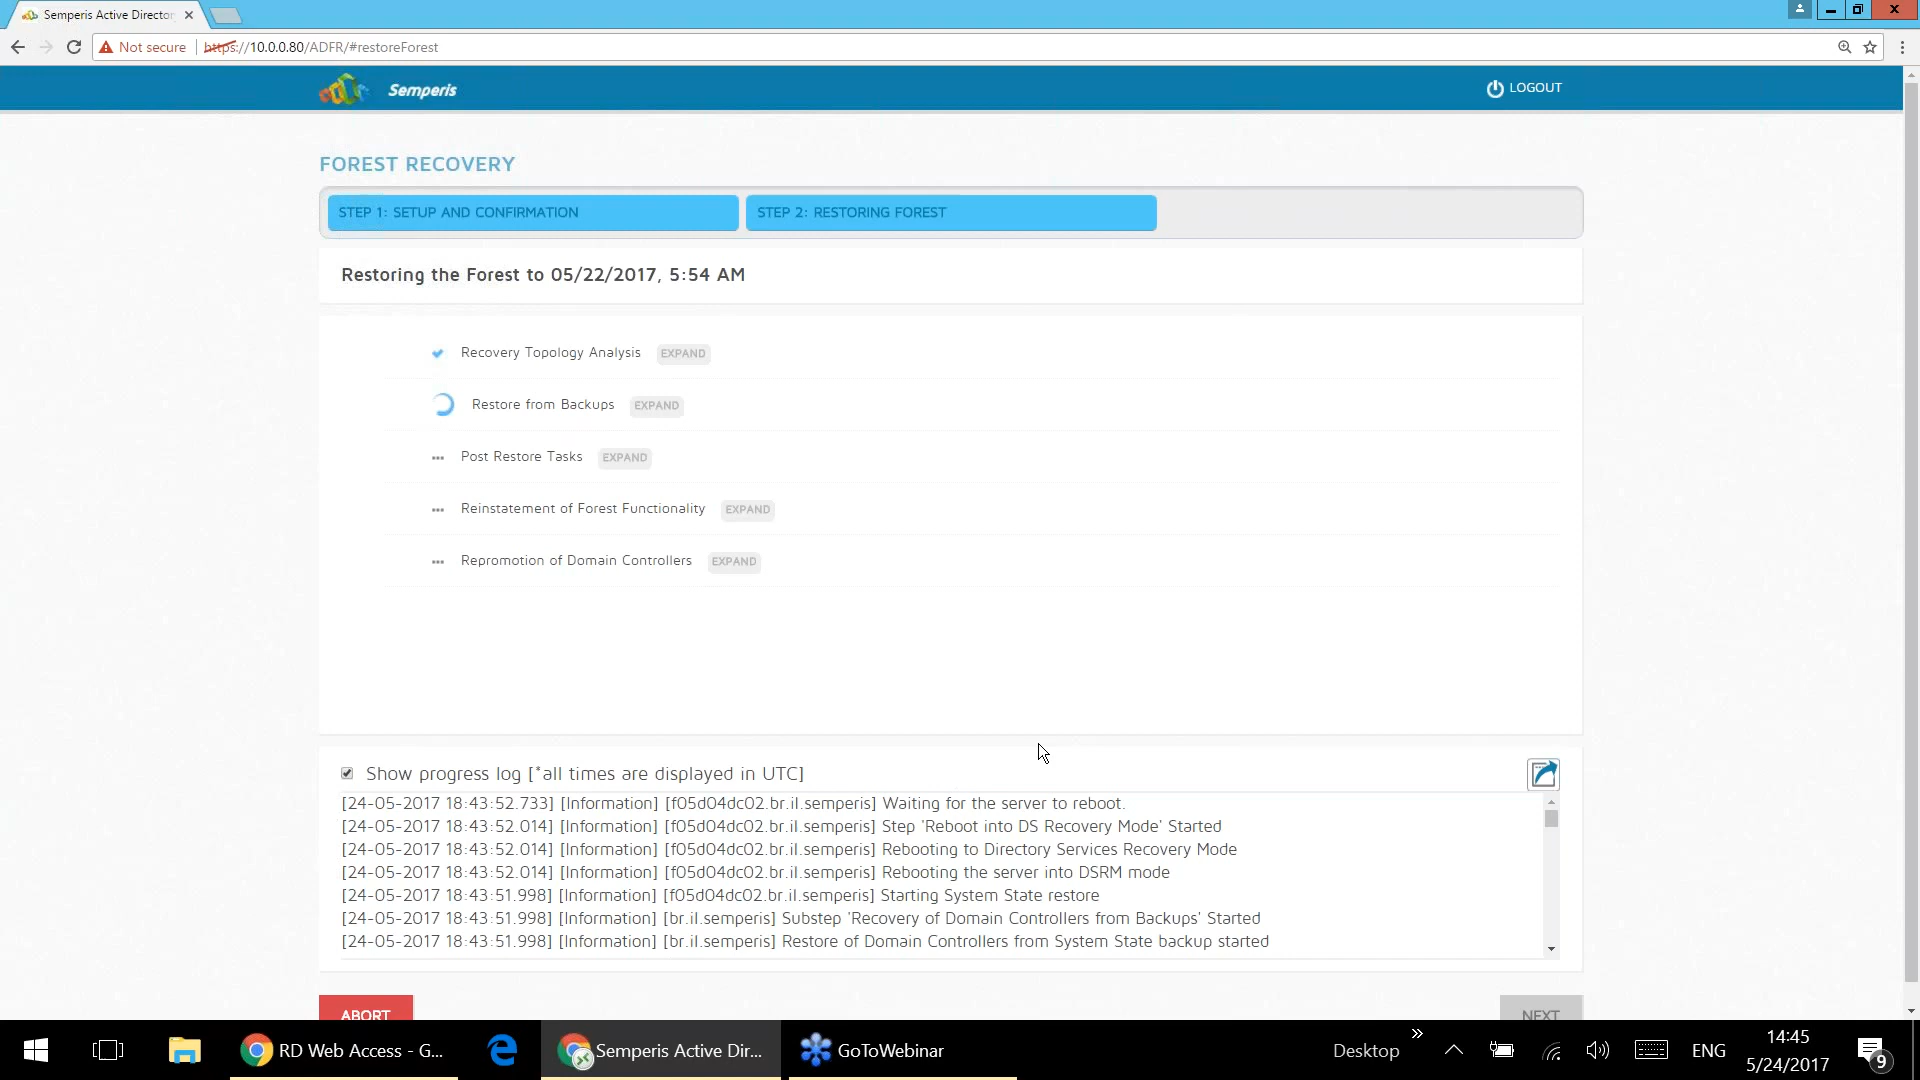 Semperis Active Director
Not secure
https://10.0.0.80/ADFR/#restoreForest
Semperis
LOGOUT
FOREST RECOVERY
STEP 1: SETUP AND CONFIRMATION
STEP 2: RESTORING FOREST
Restoring the Forest to 05/22/2017, 5:54 AM
Recovery Topology Analysis EXPAND
Restore from Backups EXPAND
Post Restore Tasks EXPAND
Reinstatement of Forest Functionality EXPAND
Repromotion of Domain Controllers EXPAND
Show progress log [*all times are displayed in UTC]
[24-05-2017 18:43:52.733] [Information] [f05d04dc02.br.il.semperis] Waiting for the server to reboot.
[24-05-2017 18:43:52.014] [Information] [f05d04dc02.br.il.semperis] Step 'Reboot into DS Recovery Mode' Started
[24-05-2017 18:43:52.014] [Information] [f05d04dc02.br.il.semperis] Rebooting to Directory Services Recovery Mode
[24-05-2017 18:43:52.014] [Information] [f05d04dc02.br.il.semperis] Rebooting the server into DSRM mode
[24-05-2017 18:43:51.998] [Information] [f05d04dc02.br.il.semperis] Starting System State restore
[24-05-2017 18:43:51.998] [Information] [br.il.semperis] Substep 'Recovery of Domain Controllers from Backups' Started
[24-05-2017 18:43:51.998] [Information] [br.il.semperis] Restore of Domain Controllers from System State backup started
ABORT
NEXT
RD Web Access - G...
Semperis Active Dir...
GoToWebinar
Desktop
ENG
14:45
5/24/2017
9